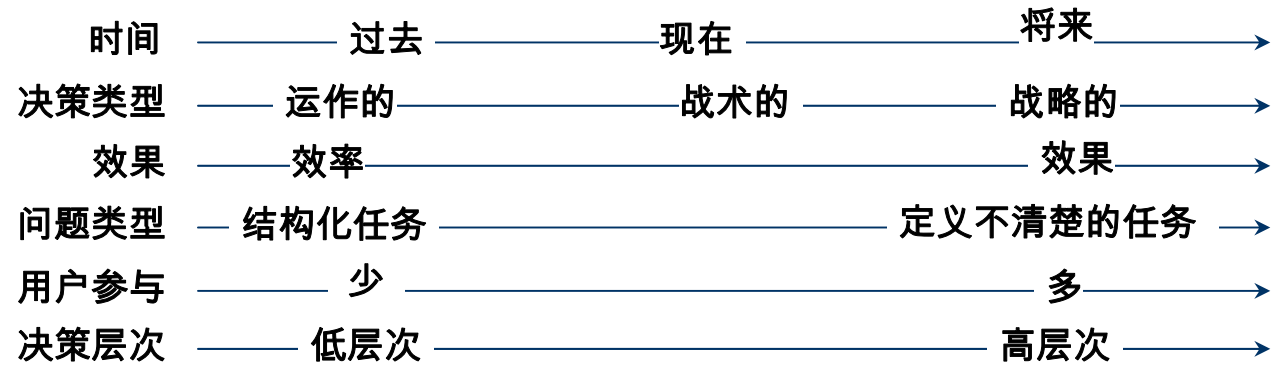 时间 过去 现在 将来
决策类型 运作的 战术的 战略的
效果 效率 效果
问题类型 结构化任务 定义不清楚的任务
用户参与 少 多
决策层次 低层次 高层次